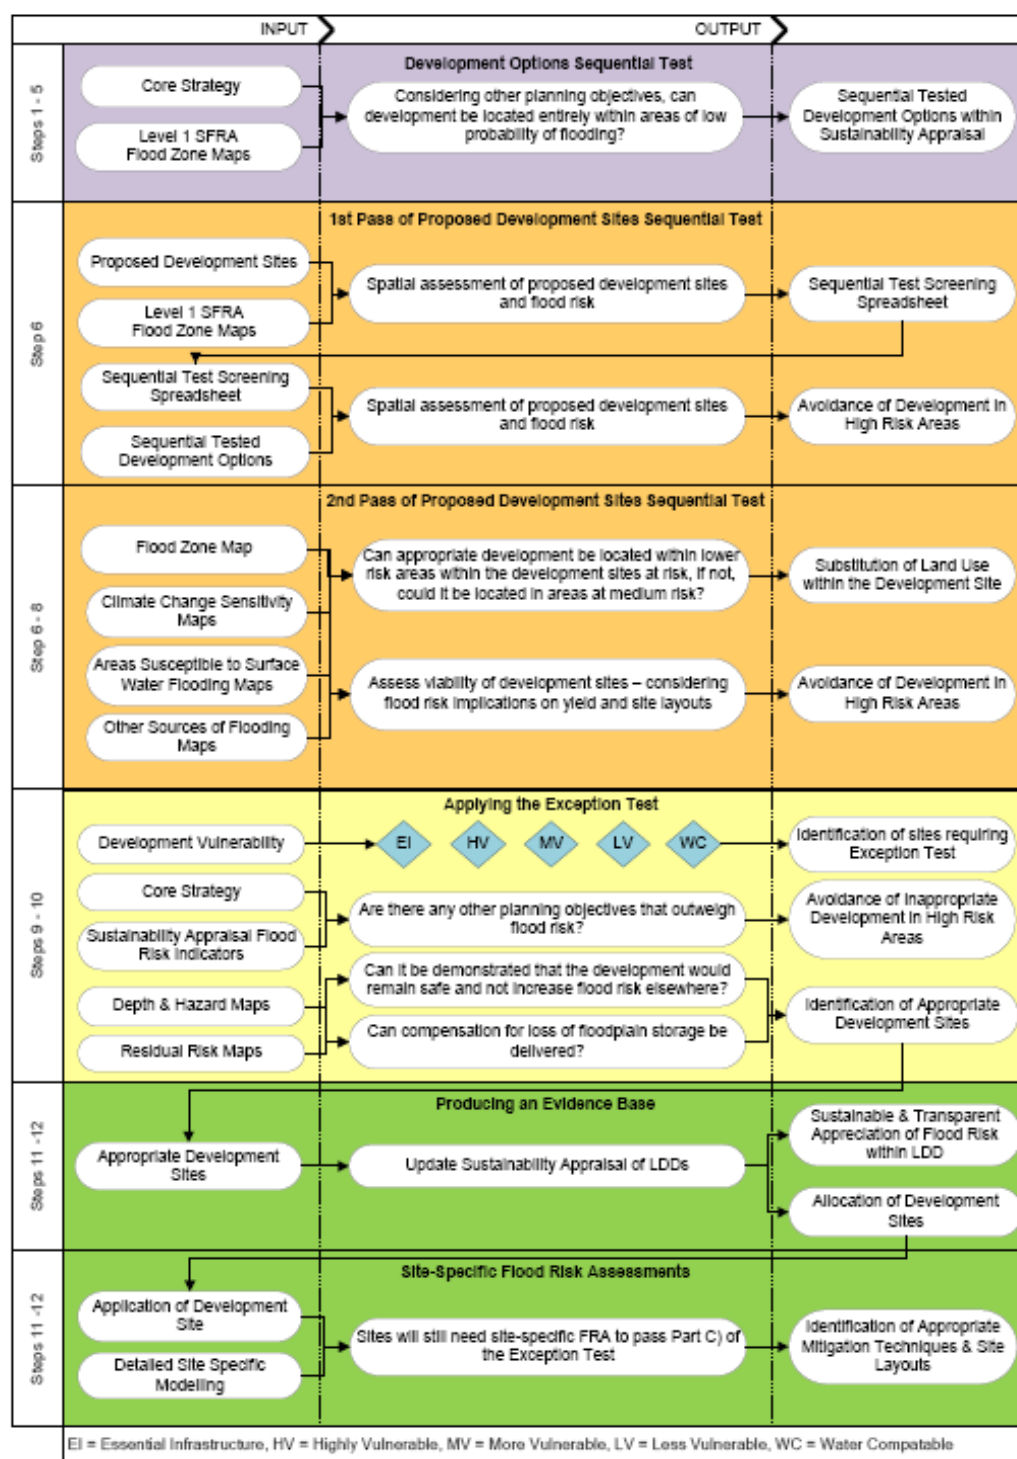 INPUT
OUTPUT
Steps 1 - 5
Development Options Sequential Test
Core Strategy
Level 1 SFRA
Flood Zone Maps
Considering other planning objectives, can
development be located entirely within areas of low
probability of flooding?
Sequential Tested
Development Options within
Sustainability Appraisal
Step 6
1st Pass of Proposed Development Sites Sequential Test
Proposed Development Sites
Level 1 SFRA
Flood Zone Maps
Spatial assessment of proposed development sites
and flood risk
Sequential Test Screening
Spreadsheet
Sequential Test Screening
Spreadsheet
Sequential Tested
Development Options
Spatial assessment of proposed development sites
and flood risk
Avoidance of Development in
High Risk Areas
Step 6 - 8
2nd Pass of Proposed Development Sites Sequential Test
Flood Zone Map
Climate Change Sensitivity
Maps
Areas Susceptible to Surface
Water Flooding Maps
Other Sources of Flooding
Maps
Can appropriate development be located within lower
risk areas within the development sites at risk, if not,
could it be located in areas at medium risk?
Substitution of Land Use
within the Development Site
Assess viability of development sites – considering
flood risk implications on yield and site layouts
Avoidance of Development in
High Risk Areas
Steps 9 - 10
Applying the Exception Test
Development Vulnerability
EI
HV
MV
LV
WC
Identification of sites requiring
Exception Test
Core Strategy
Sustainability Appraisal Flood
Risk Indicators
Are there any other planning objectives that outweigh
flood risk?
Avoidance of Inappropriate
Development in High Risk
Areas
Depth & Hazard Maps
Residual Risk Maps
Can it be demonstrated that the development would
remain safe and not increase flood risk elsewhere?
Can compensation for loss of floodplain storage be
delivered?
Identification of Appropriate
Development Sites
Steps 11 -12
Producing an Evidence Base
Appropriate Development
Sites
Update Sustainability Appraisal of LDDs
Sustainable & Transparent
Appreciation of Flood Risk
within LDD
Allocation of Development
Sites
Steps 11 -12
Site-Specific Flood Risk Assessments
Application of Development
Site
Detailed Site Specific
Modelling
Sites will still need site-specific FRA to pass Part C) of
the Exception Test
Identification of Appropriate
Mitigation Techniques & Site
Layouts
EI = Essential Infrastructure, HV = Highly Vulnerable, MV = More Vulnerable, LV = Less Vulnerable, WC = Water Compatable